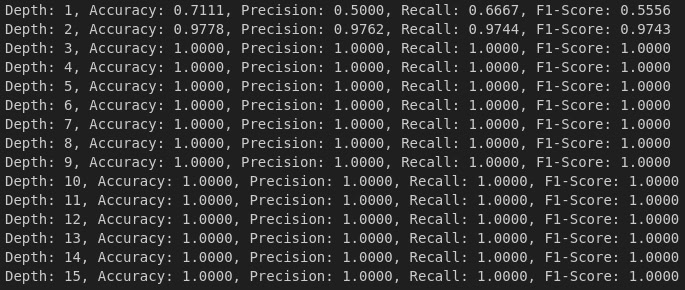 Depth: 1, Accuracy: 0.7111, Precision: 0.5000, Recall: 0.6667, F1-Score: 0.5556
Depth: 2, Accuracy: 0.9778, Precision: 0.9762, Recall: 0.9744, F1-Score: 0.9743
Depth: 3, Accuracy: 1.0000, Precision: 1.0000, Recall: 1.0000, F1-Score: 1.0000
Depth: 4, Accuracy: 1.0000, Precision: 1.0000, Recall: 1.0000, F1-Score: 1.0000
Depth: 5, Accuracy: 1.0000, Precision: 1.0000, Recall: 1.0000, F1-Score: 1.0000
Depth: 6, Accuracy: 1.0000, Precision: 1.0000, Recall: 1.0000, F1-Score: 1.0000
Depth: 7, Accuracy: 1.0000, Precision: 1.0000, Recall: 1.0000, F1-Score: 1.0000
Depth: 8, Accuracy: 1.0000, Precision: 1.0000, Recall: 1.0000, F1-Score: 1.0000
Depth: 9, Accuracy: 1.0000, Precision: 1.0000, Recall: 1.0000, F1-Score: 1.0000
Depth: 10, Accuracy: 1.0000, Precision: 1.0000, Recall: 1.0000, F1-Score: 1.0000
Depth: 11, Accuracy: 1.0000, Precision: 1.0000, Recall: 1.0000, F1-Score: 1.0000
Depth: 12, Accuracy: 1.0000, Precision: 1.0000, Recall: 1.0000, F1-Score: 1.0000
Depth: 13, Accuracy: 1.0000, Precision: 1.0000, Recall: 1.0000, F1-Score: 1.0000
Depth: 14, Accuracy: 1.0000, Precision: 1.0000, Recall: 1.0000, F1-Score: 1.0000
Depth: 15, Accuracy: 1.0000, Precision: 1.0000, Recall: 1.0000, F1-Score: 1.0000